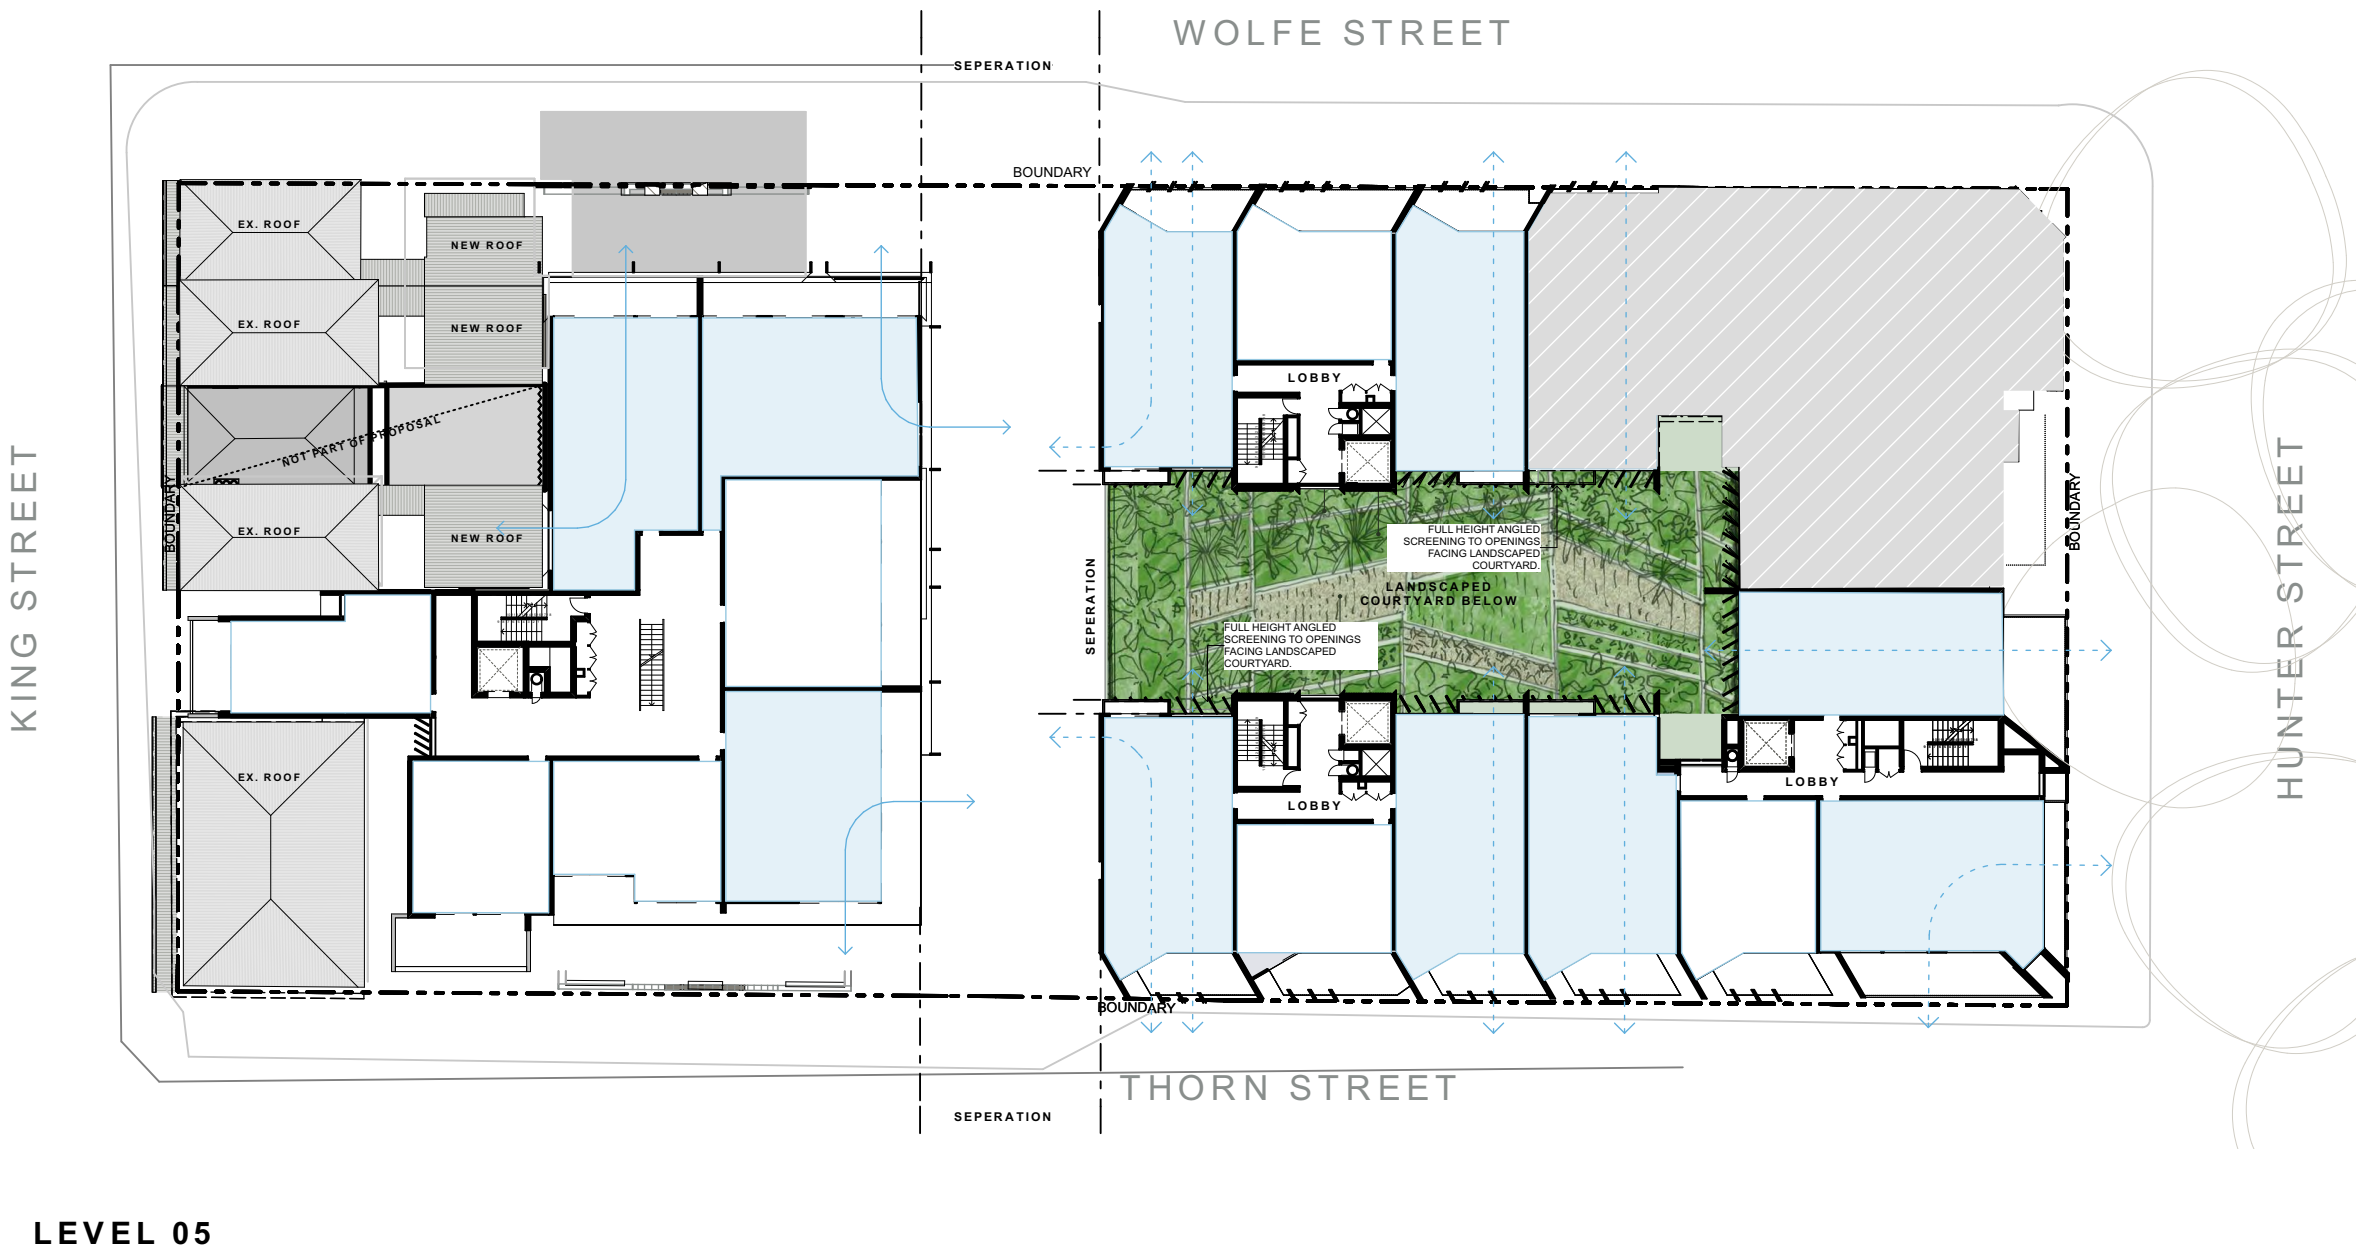 WOLFE STREET
SEPERATION
BOUNDARY
EX. ROOF
NEW ROOF
EX. ROOF
NEW ROOF
NOT PART OF PROPOSAL
EX. ROOF
NEW ROOF
EX. ROOF
BOUNDARY
KING STREET
LOBBY
FULL HEIGHT ANGLED
SCREENING TO OPENINGS
FACING LANDSCAPED
COURTYARD.
LANDSCAPED
COURTYARD BELOW
SEPERATION
FULL HEIGHT ANGLED
SCREENING TO OPENINGS
FACING LANDSCAPED
COURTYARD.
LOBBY
LOBBY
BOUNDARY
HUNTER STREET
BOUNDARY
THORN STREET
SEPERATION
LEVEL 05